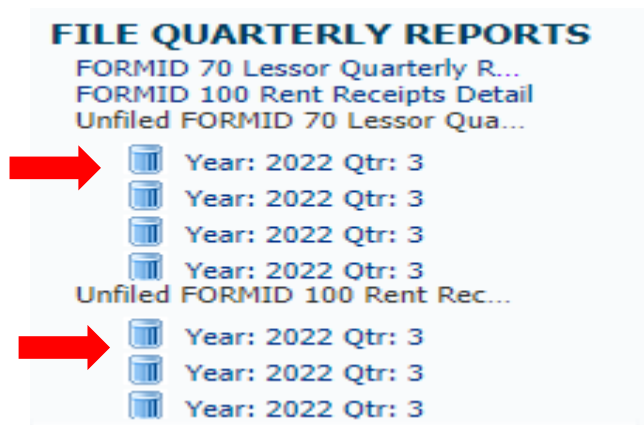 FILE QUARTERLY REPORTS
FORMID 70 Lessor Quarterly R...
FORMID 100 Rent Receipts Detail
Unfiled FORMID 70 Lessor Qua...
Year: 2022 Qtr: 3
Year: 2022 Qtr: 3
Year: 2022 Qtr: 3
Year: 2022 Qtr: 3
Unfiled FORMID 100 Rent Rec...
Year: 2022 Qtr: 3
Year: 2022 Qtr: 3
Year: 2022 Qtr: 3